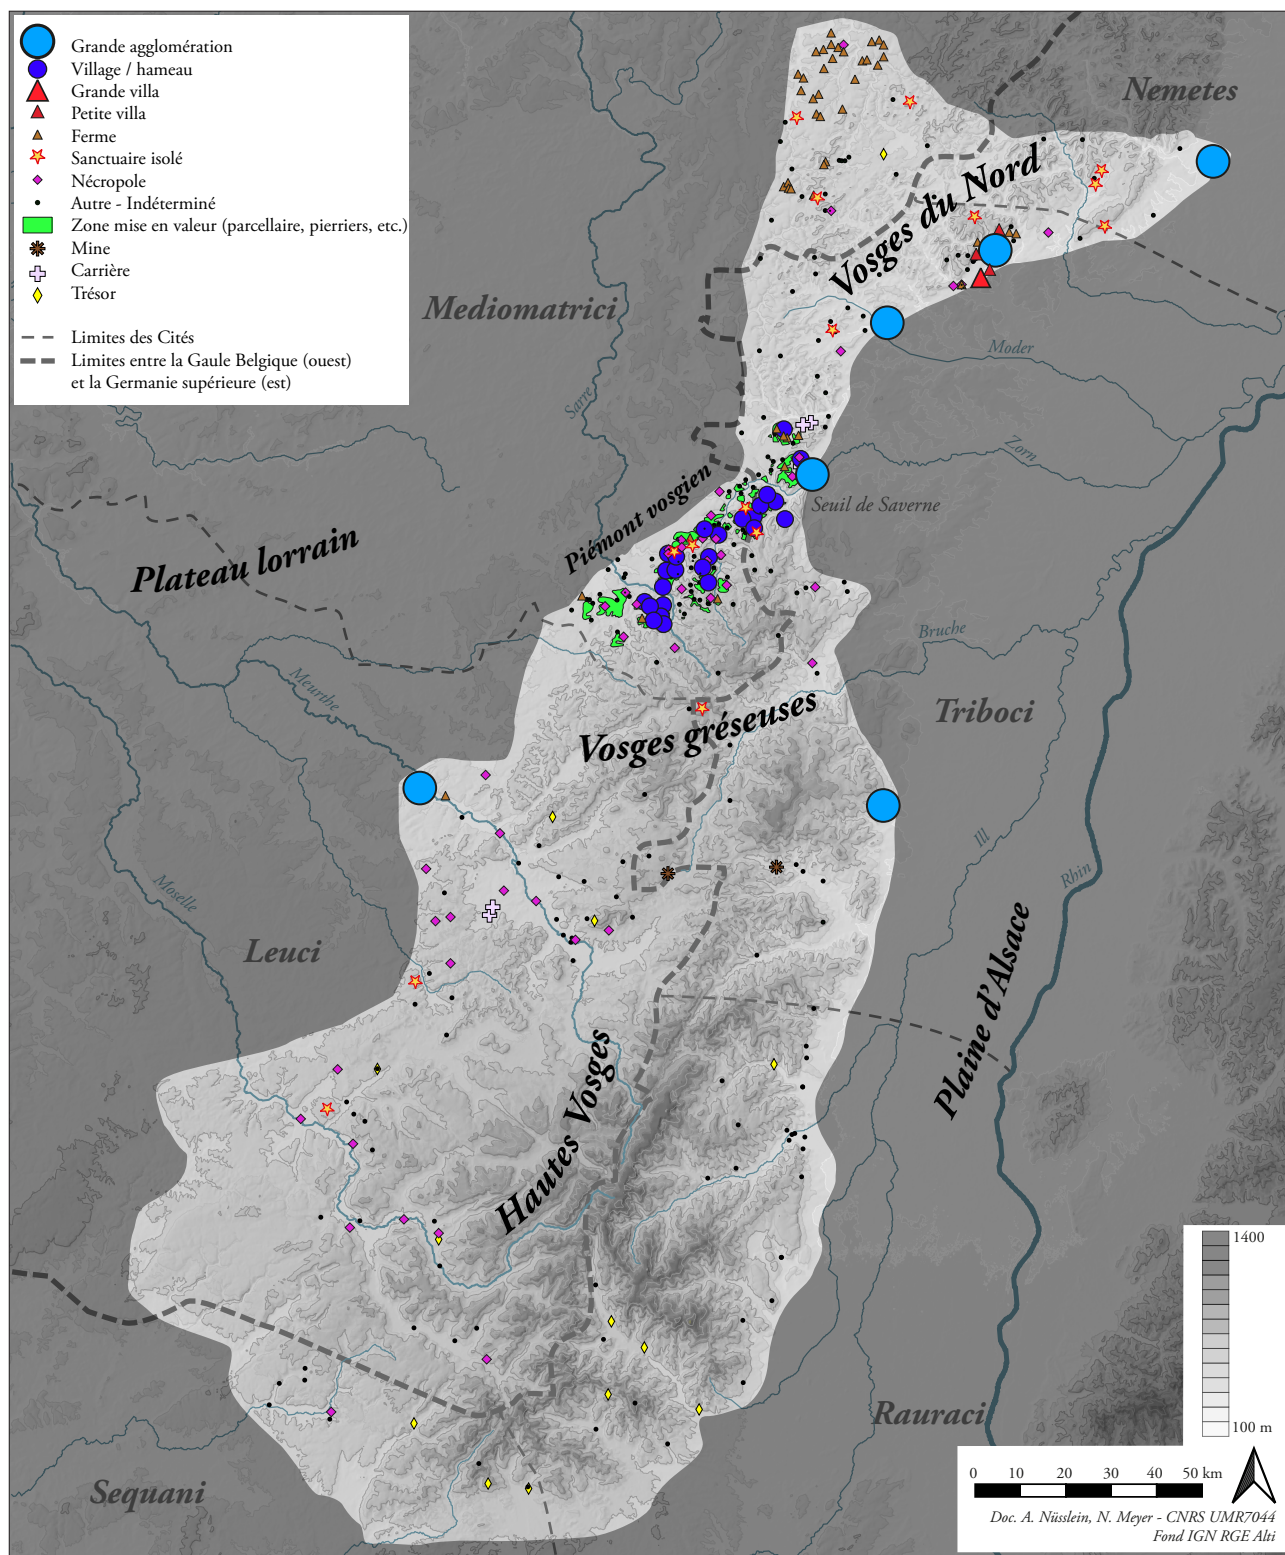 Grande agglomération
Village / hameau
Grande villa
Petite villa
Ferme
Sanctuaire isolé
Nécropole
Autre - Indéterminé
Zone mise en valeur (parcellaire, pierriers, etc.)
Mine
Carrière
Trésor
Limites des Cités
Limites entre la Gaule Belgique (ouest)
et la Germanie supérieure (est)
Nemetes
Vosges du Nord
Mediomatrici
Moder
Sarre
Zorn
Piémont vosgien
Seuil de Saverne
Plateau lorrain
Bruche
Meurthe
Triboci
Vosges gréseuses
Ill
Rhin
Moselle
Leuci
Plaine d'Alsace
Hautes Vosges
1400
100 m
Rauraci
Sequani
0 10 20 30 40 50 km
Doc. A. Nüsslein, N. Meyer - CNRS UMR7044
Fond IGN RGE Alti